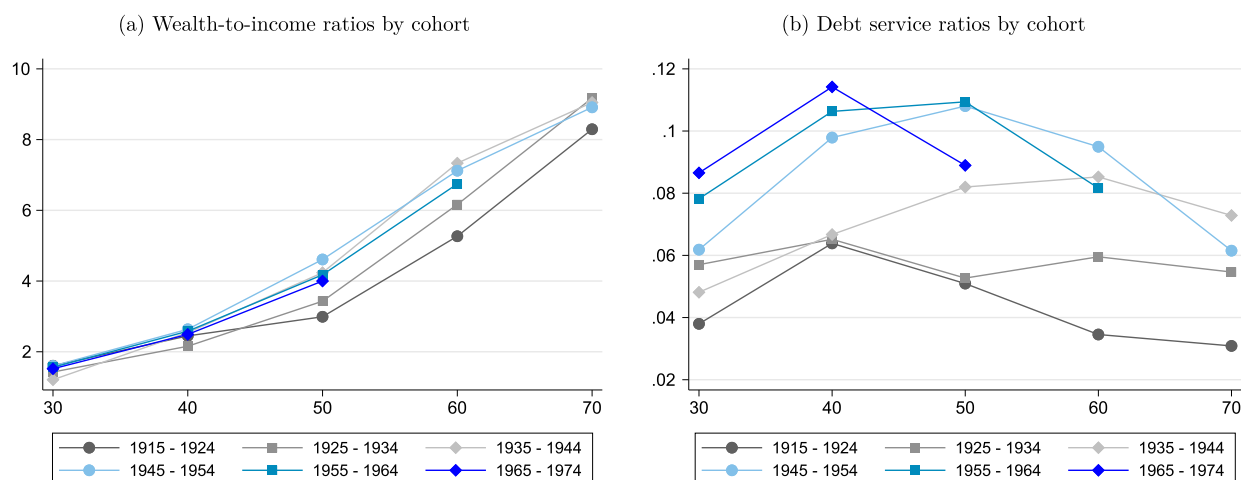 (a) Wealth-to-income ratios by cohort
10
8
6
4
2
30 40 50 60 70
1915 - 1924 1925 - 1934 1935 - 1944
1945 - 1954 1955 - 1964 1965 - 1974
(b) Debt service ratios by cohort
.12
.1
.08
.06
.04
.02
30 40 50 60 70
1915 - 1924 1925 - 1934 1935 - 1944
1945 - 1954 1955 - 1964 1965 - 1974